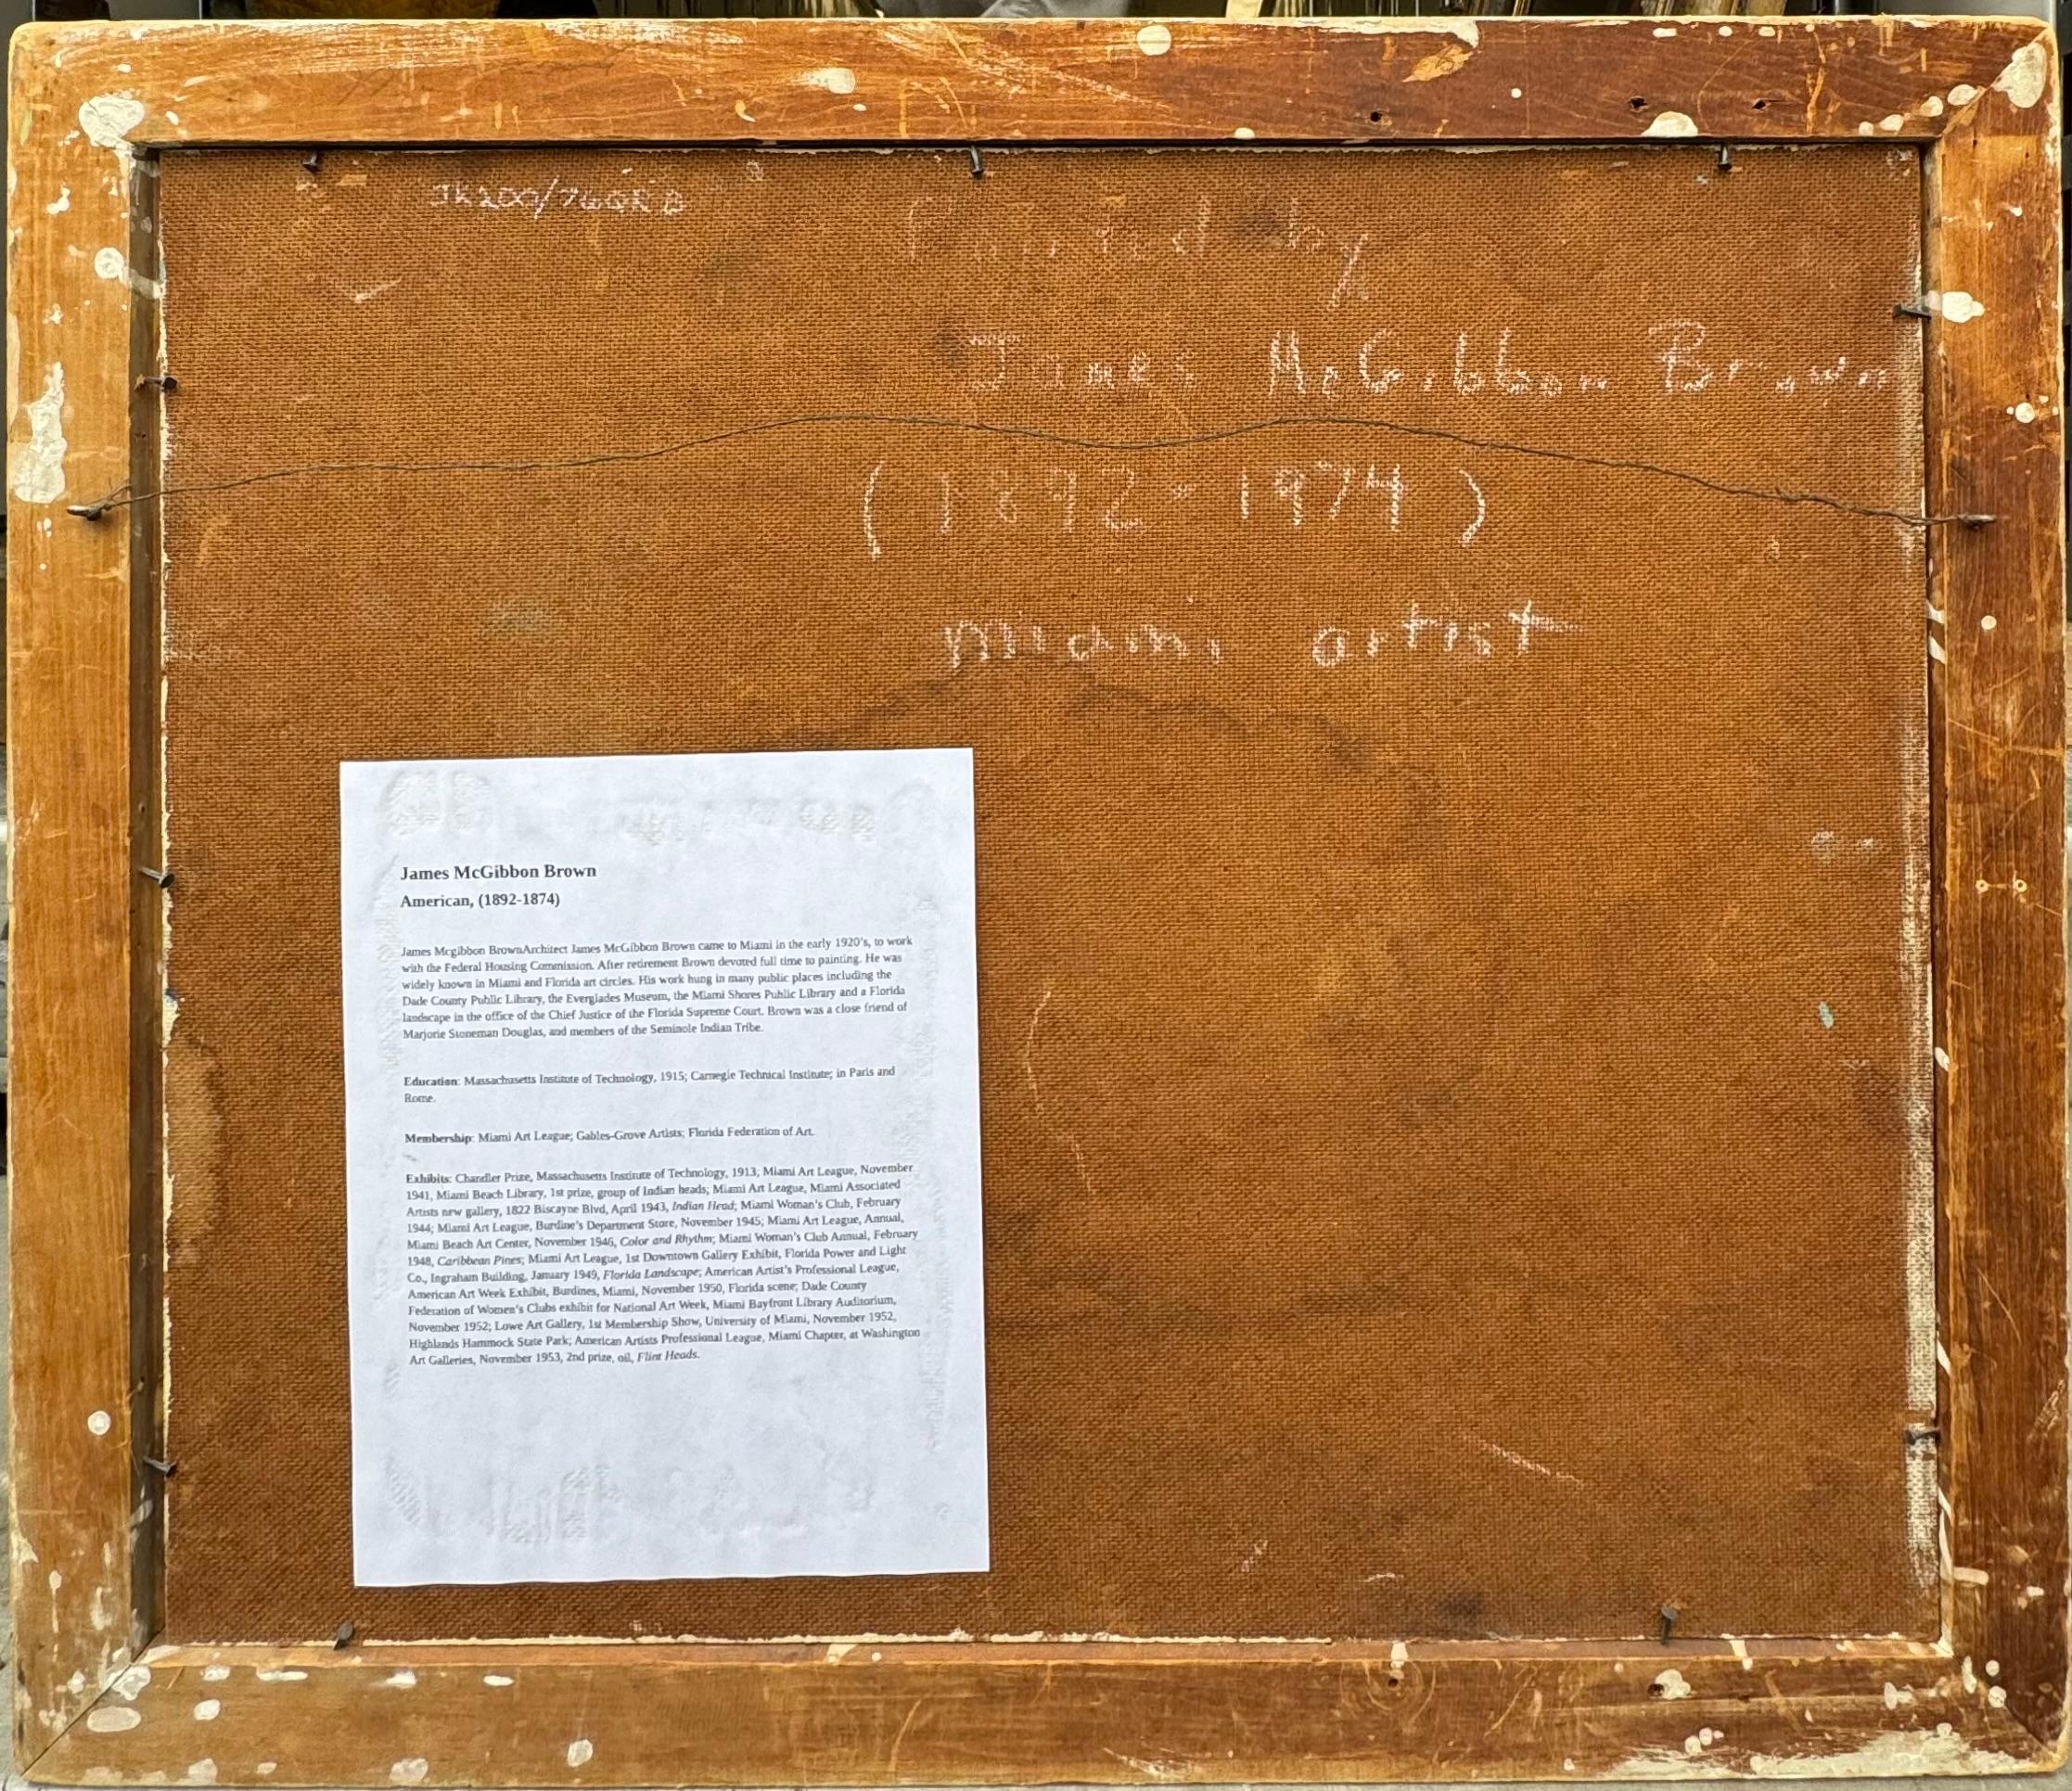 JK200/76QRB
Painted by
James McGibbon Brown
(1892-1974)
miami artist
James McGibbon Brown
American, (1892-1874)
James Mcgibbon BrownArchitect James McGibbon Brown came to Miami in the early 1920's, to work
with the Federal Housing Commission. After retirement Brown devoted full time to painting. He was
widely known in Miami and Florida art circles. His work hung in many public places including the
Dade County Public Library, the Everglades Museum, the Miami Shores Public Library and a Florida
landscape in the office of the Chief Justice of the Florida Supreme Court. Brown was a close friend of
Marjorie Stoneman Douglas, and members of the Seminole Indian Tribe.
Education: Massachusetts Institute of Technology, 1915; Carnegie Technical Institute; in Paris and
Rome.
Membership: Miami Art League; Gables-Grove Artists; Florida Federation of Art.
Exhibits: Chandler Prize, Massachusetts Institute of Technology, 1913; Miami Art League, November
1941, Miami Beach Library, 1st prize, group of Indian heads; Miami Art League, Miami Associated
Artists new gallery, 1822 Biscayne Blvd, April 1943, Indian Head; Miami Woman's Club, February
1944; Miami Art League, Burdine's Department Store, November 1945; Miami Art League, Annual,
Miami Beach Art Center, November 1946, Color and Rhythm; Miami Woman's Club Annual, February
1948, Caribbean Pines; Miami Art League, 1st Downtown Gallery Exhibit, Florida Power and Light
Co., Ingraham Building, January 1949, Florida Landscape; American Artist's Professional League,
American Art Week Exhibit, Burdines, Miami, November 1950, Florida scene; Dade County
Federation of Women's Clubs exhibit for National Art Week, Miami Bayfront Library Auditorium,
November 1952; Lowe Art Gallery, 1st Membership Show, University of Miami, November 1952,
Highlands Hammock State Park; American Artists Professional League, Miami Chapter, at Washington
Art Galleries, November 1953, 2nd prize, oil, Flint Heads.